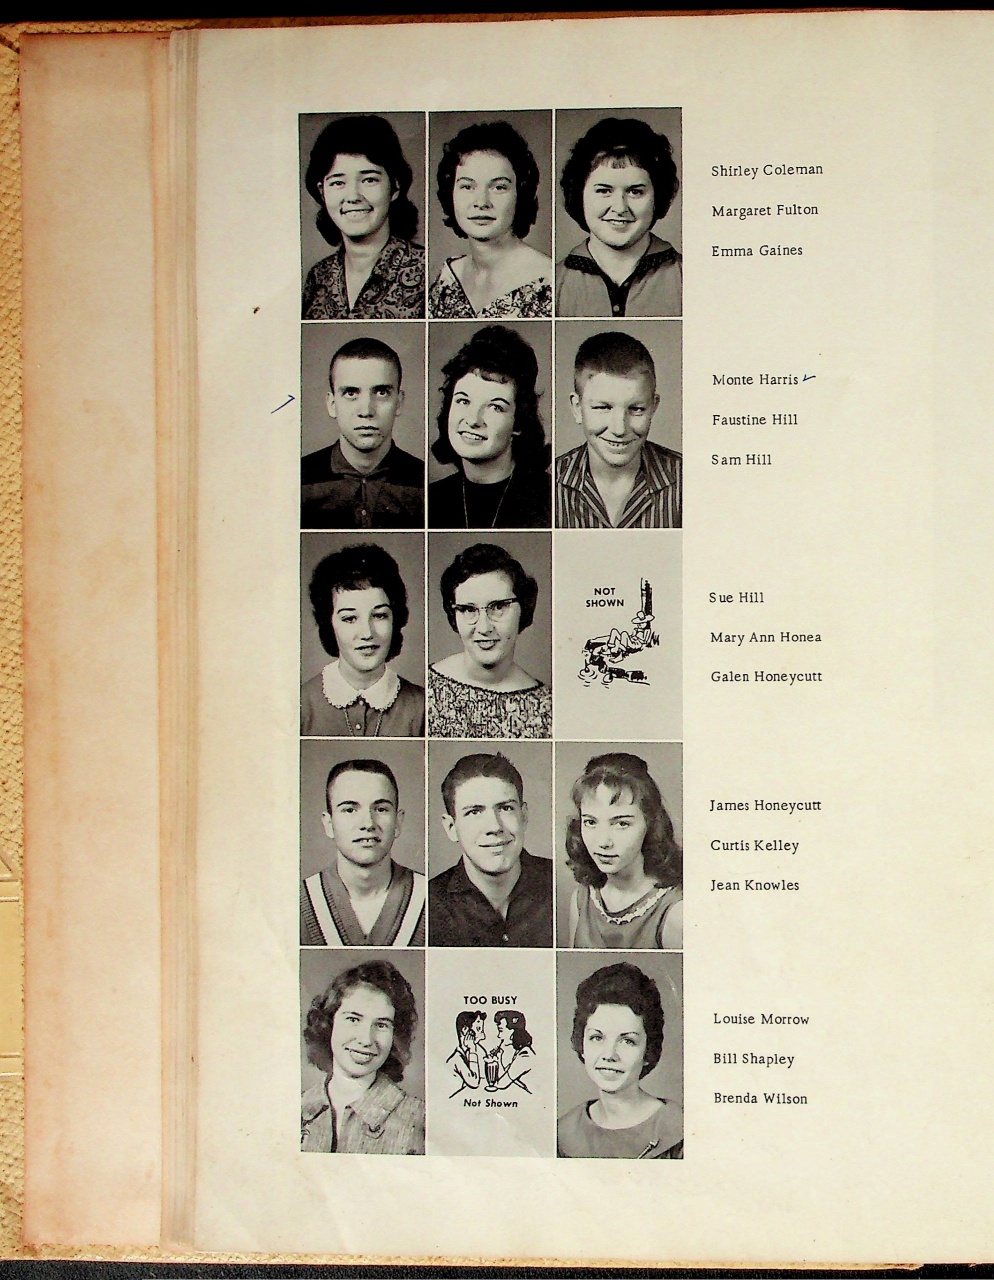 Shirley Coleman
Margaret Fulton
Emma Gaines
Monte Harris
Faustine Hill
Sam Hill
NOT
SHOWN
Sue Hill
Mary Ann Honea
Galen Honeycutt
James Honeycutt
Curtis Kelley
Jean Knowles
TOO BUSY
Not Shown
Louise Morrow
Bill Shapley
Brenda Wilson